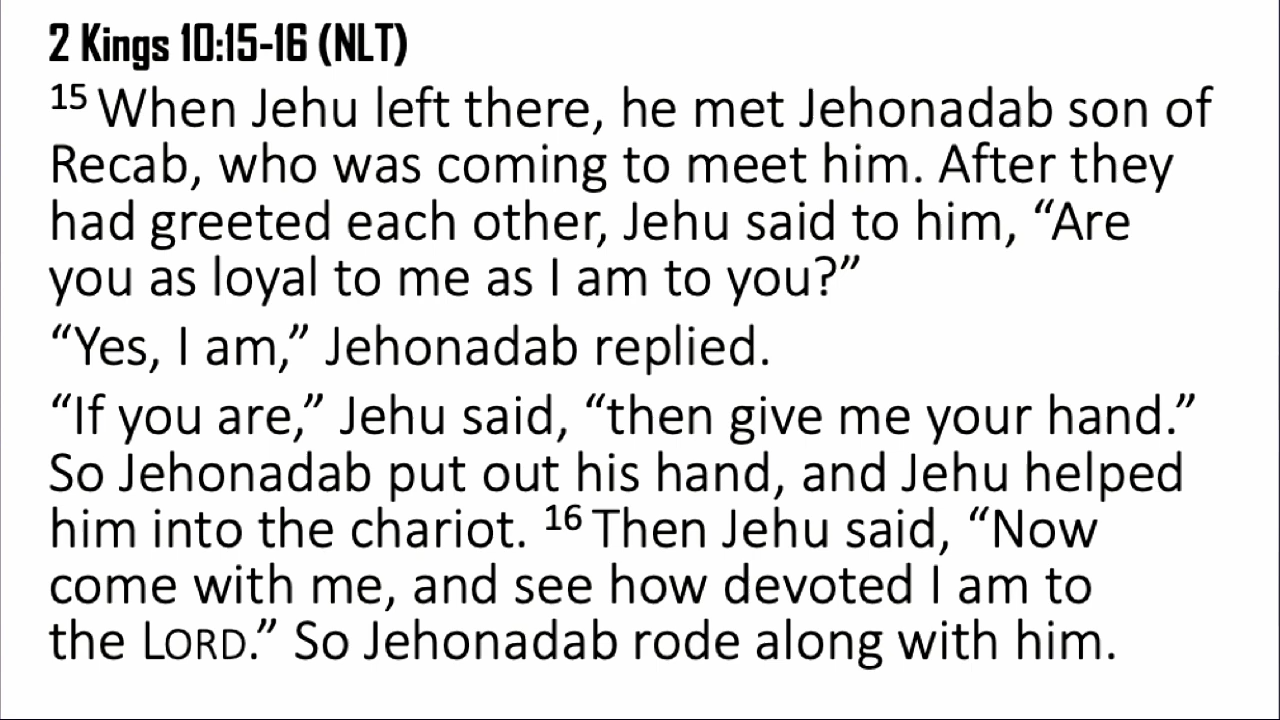 2 Kings 10:15-16 (NLT)
15 When Jehu left there, he met Jehonadab son of
Recab, who was coming to meet him. After they
had greeted each other, Jehu said to him, “Are
you as loyal to me as I am to you?”
“Yes, I am,” Jehonadab replied.
“If you are,” Jehu said, “then give me your hand.”
So Jehonadab put out his hand, and Jehu helped
him into the chariot. 16 Then Jehu said, “Now
come with me, and see how devoted I am to
the LORD.” So Jehonadab rode along with him.